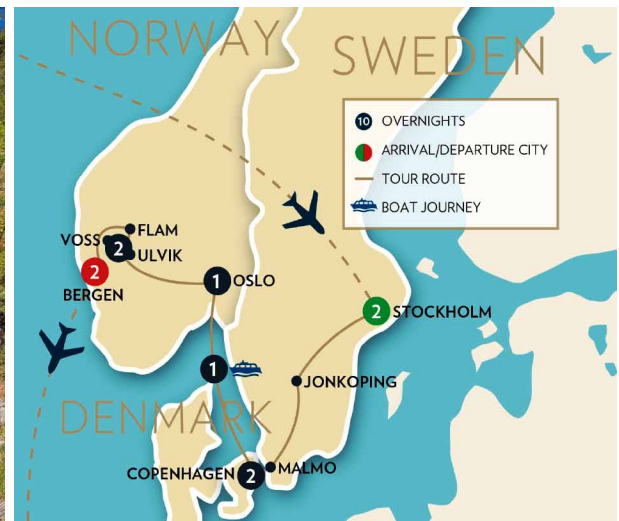 NORWAY
SWEDEN
10 OVERNIGHTS
ARRIVAL/DEPARTURE CITY
TOUR ROUTE
BOAT JOURNEY
FLAM
VOSS
2
ULVIK
2
BERGEN
1
OSLO
2
STOCKHOLM
1
JONKOPING
DENMARK
COPENHAGEN
2
MALMO